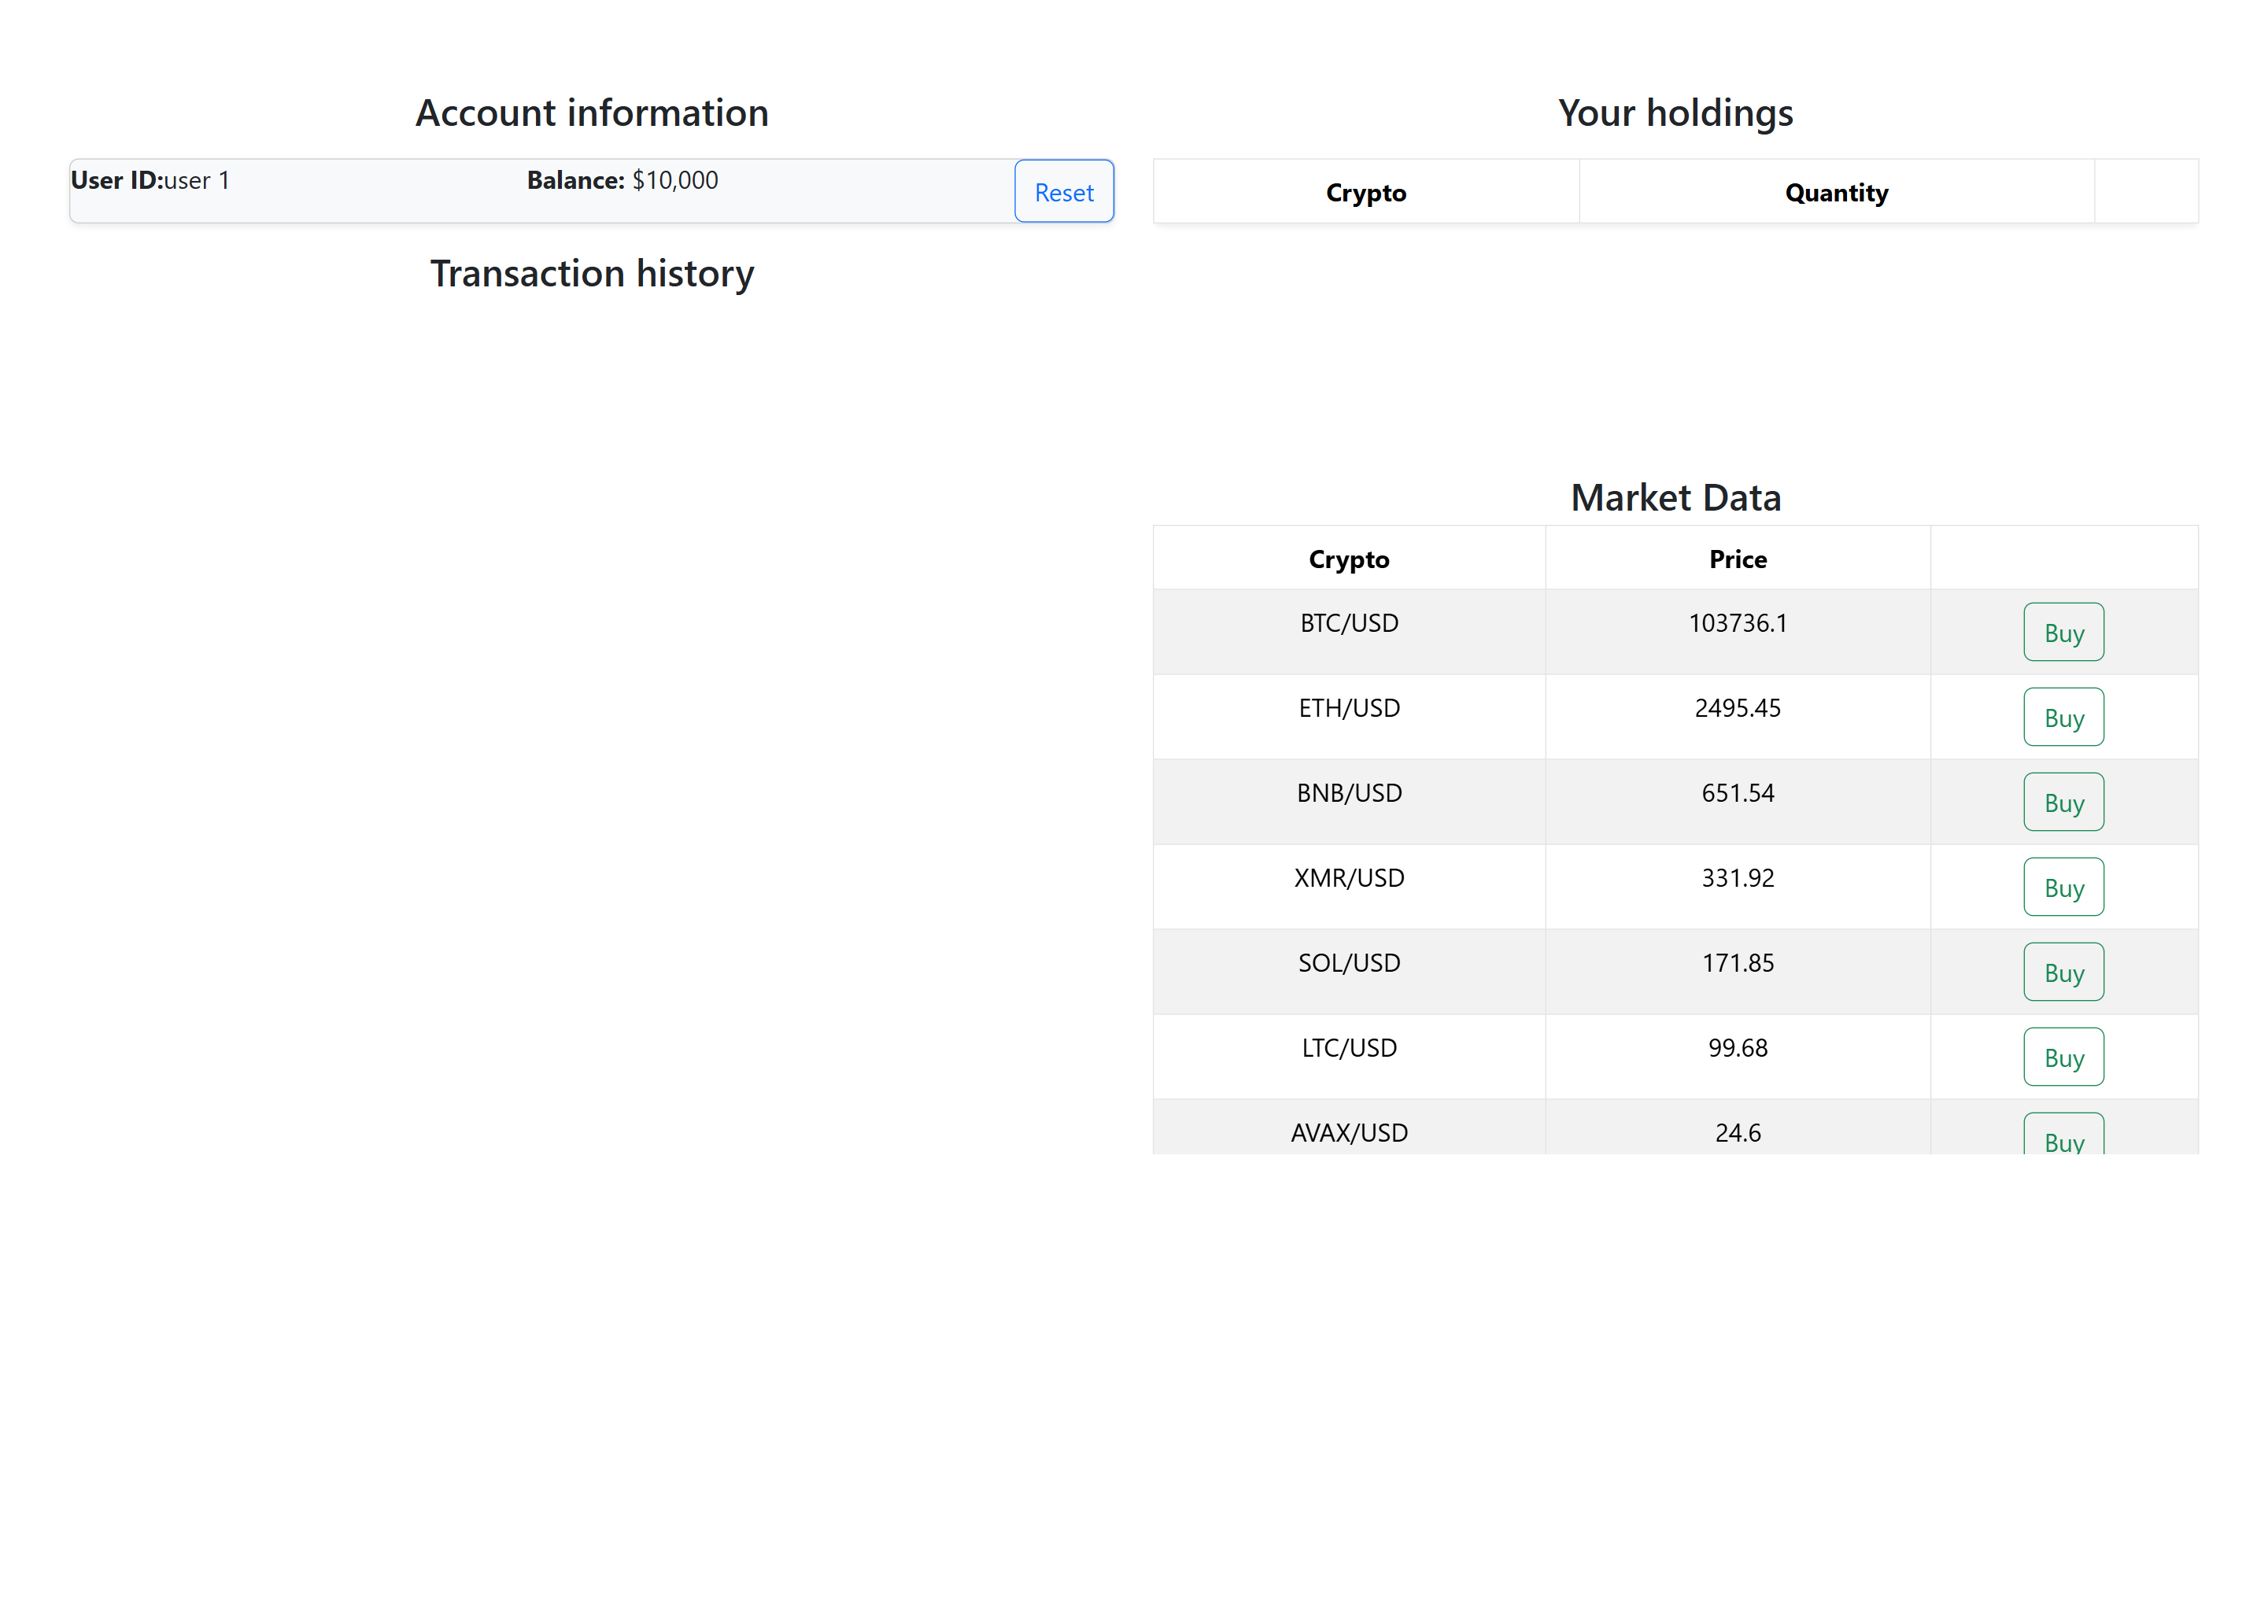 Account information
User ID:user 1 Balance: $10,000 Reset
Transaction history
Your holdings
Crypto Quantity
Market Data
Crypto Price
BTC/USD 103736.1 Buy
ETH/USD 2495.45 Buy
BNB/USD 651.54 Buy
XMR/USD 331.92 Buy
SOL/USD 171.85 Buy
LTC/USD 99.68 Buy
AVAX/USD 24.6 Buy